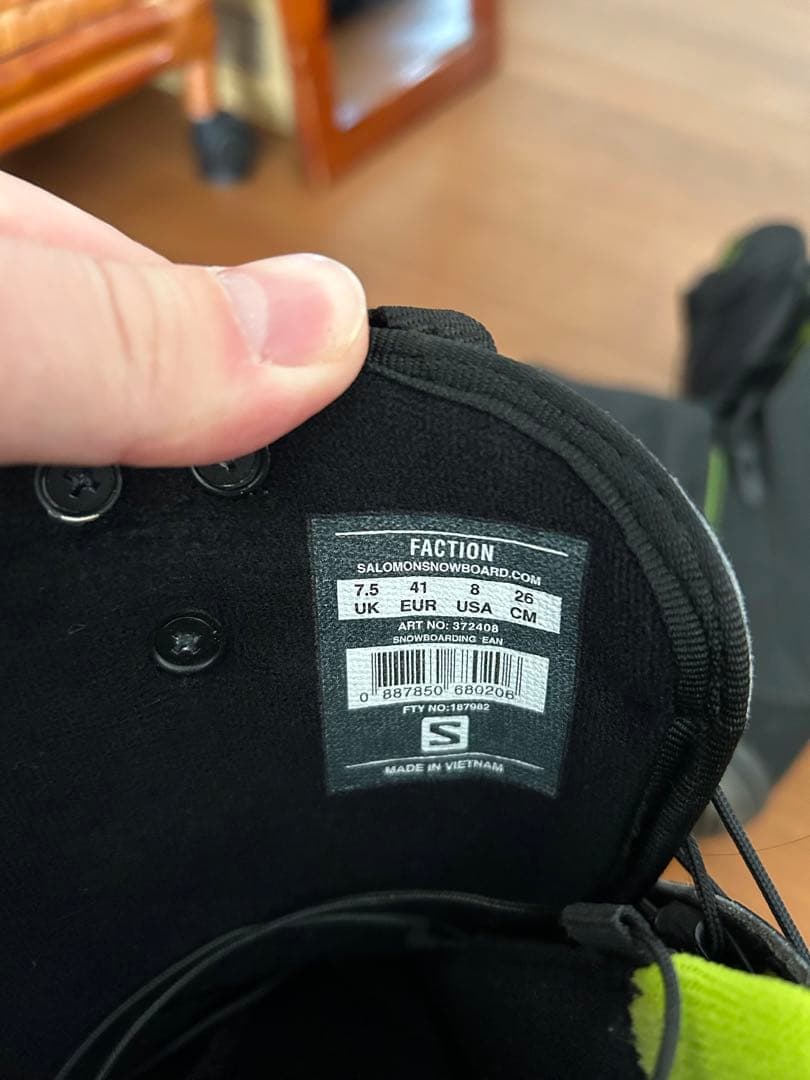 FACTION
SALOMONSNOWBOARD.COM
7.5 41 8 26
UK EUR USA CM
ART NO: 372408
SNOWBOARDING EAN
0 887850 680206
FTY NO:187982
S
MADE IN VIETNAM